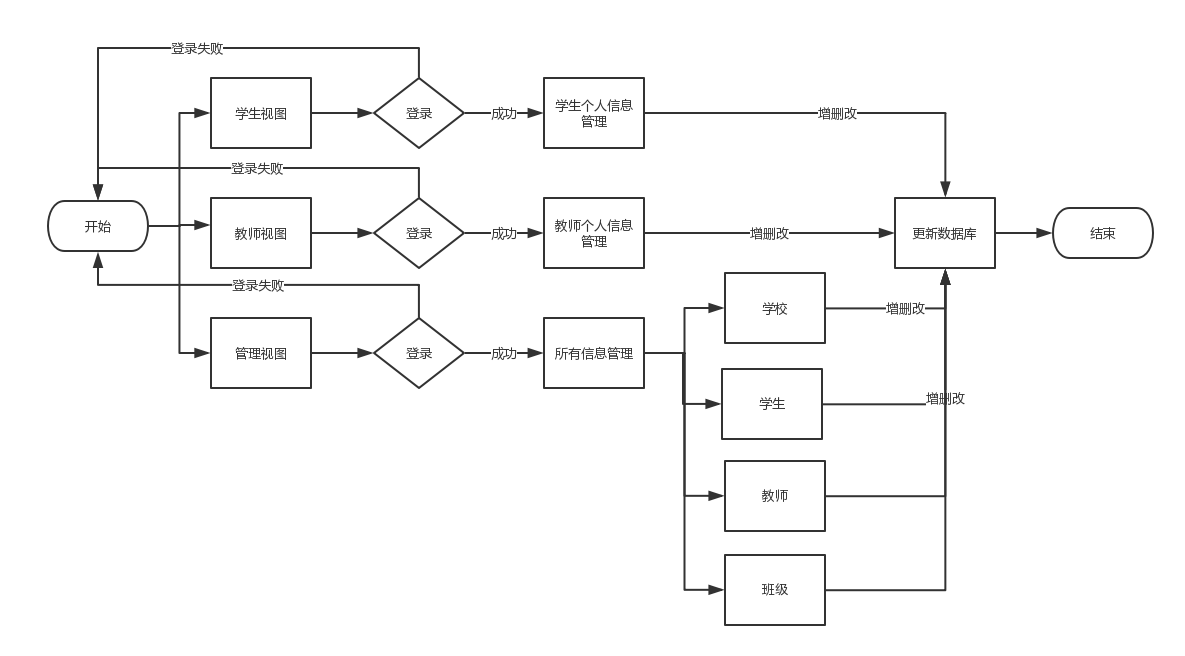 登录失败
学生视图
登录
成功
学生个人信息
管理
增删改
登录失败
开始
教师视图
登录
成功
教师个人信息
管理
增删改
更新数据库
结束
登录失败
学校
增删改
管理视图
登录
成功
所有信息管理
学生
增删改
教师
班级